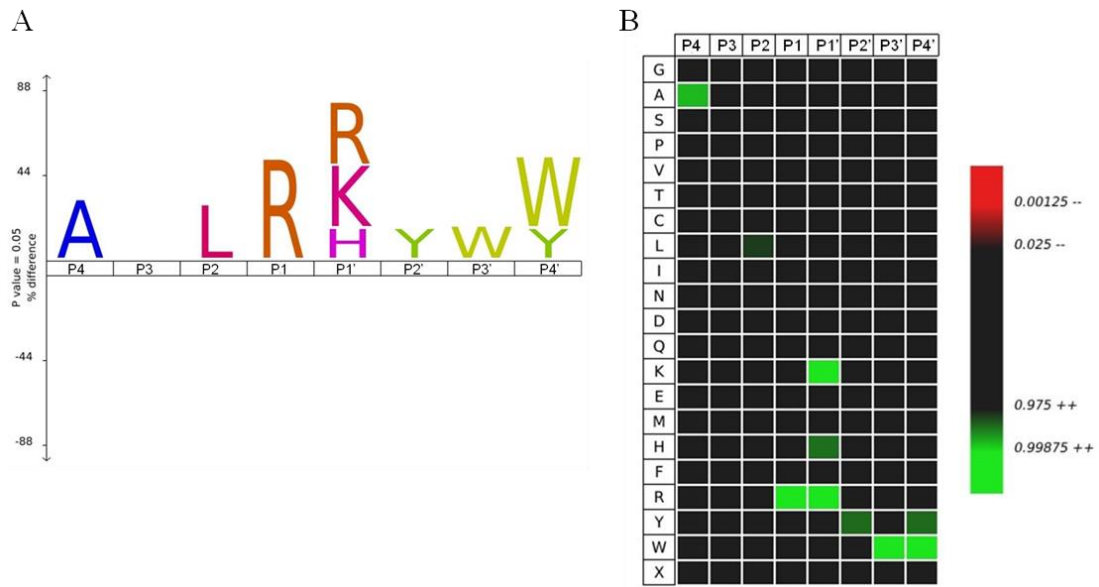 A
B
88
44
-44
-88
P value = 0.05
% difference
A
L
R
R
K
H
Y
W
W
Y
P4 P3 P2 P1 P1' P2' P3' P4'
P4 P3 P2 P1 P1' P2' P3' P4'
G
A
S
P
V
T
C
L
I
N
D
Q
K
E
M
H
F
R
Y
W
X
0.00125 --
0.025 --
0.975 ++
0.99875 ++